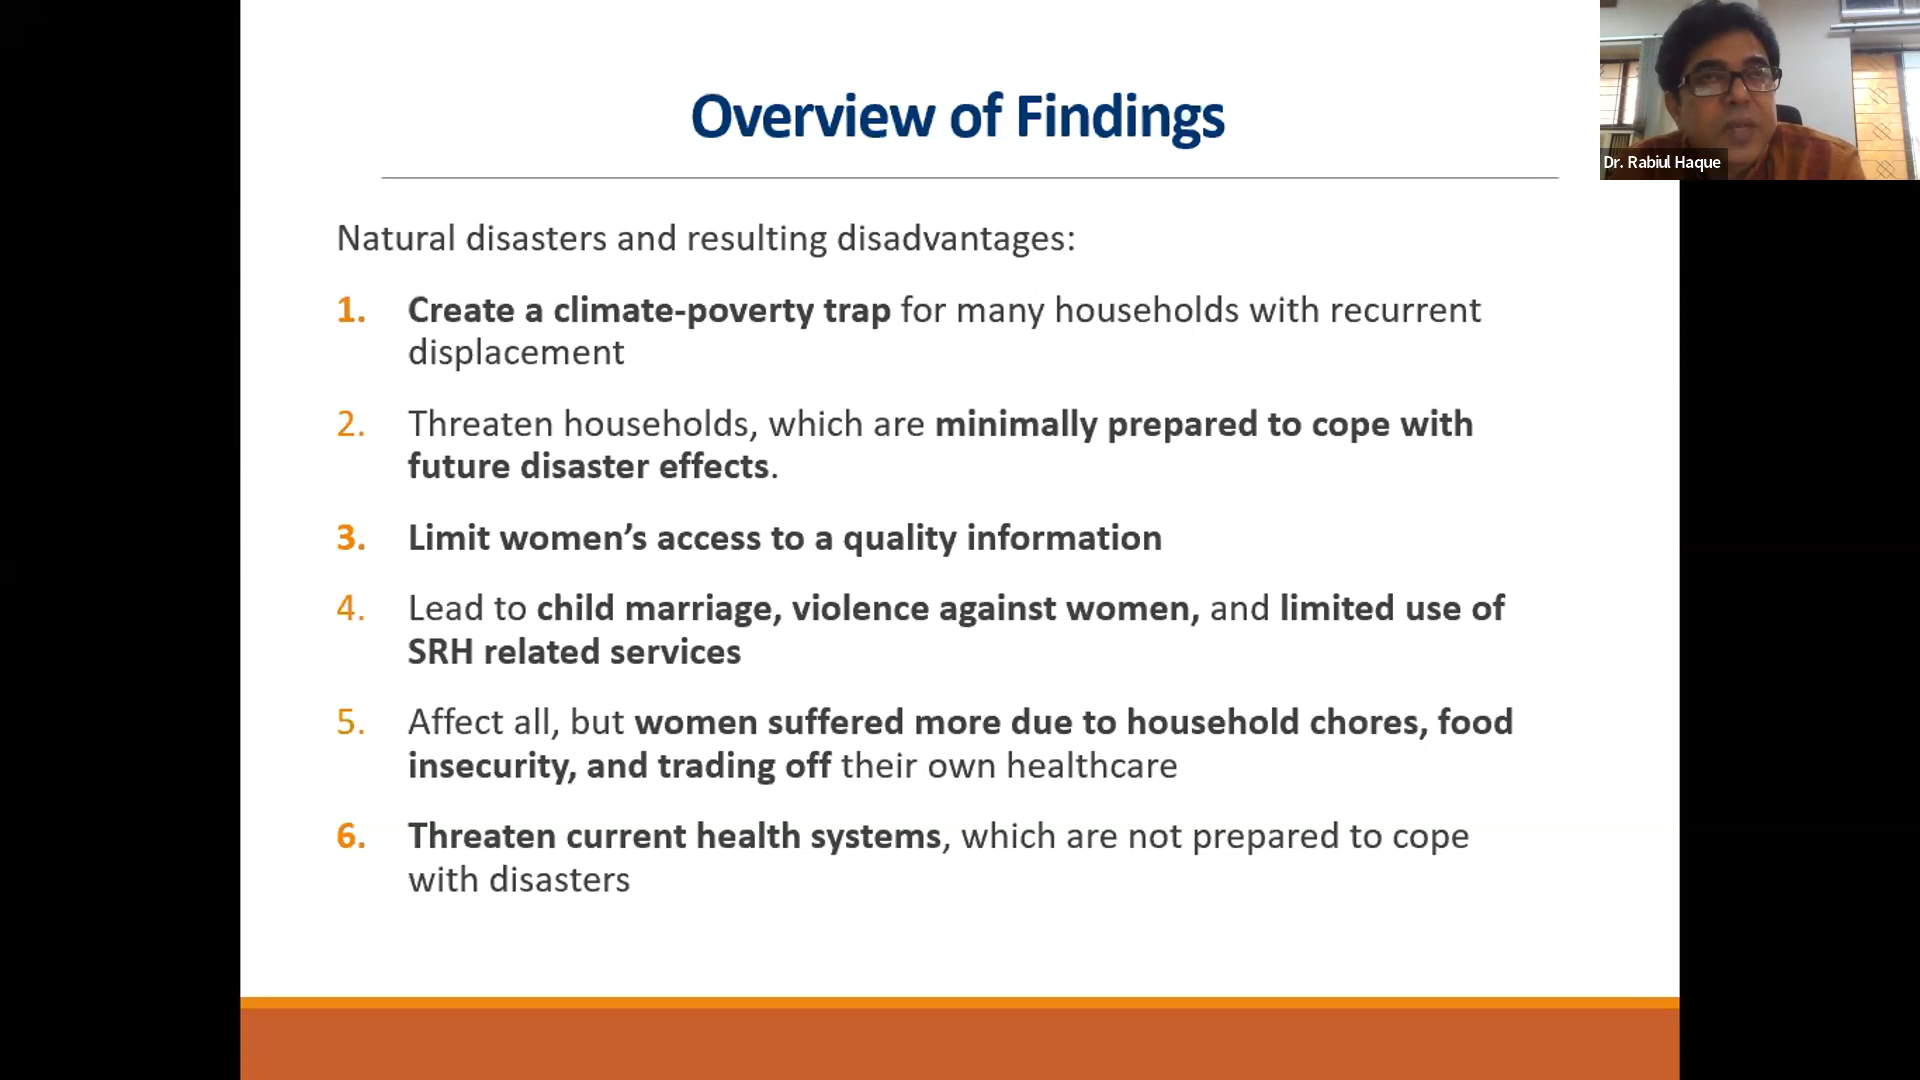 Overview of Findings
Dr. Rabiul Haque
Natural disasters and resulting disadvantages:
1. Create a climate-poverty trap for many households with recurrent
displacement
2. Threaten households, which are minimally prepared to cope with
future disaster effects.
3. Limit women’s access to a quality information
4. Lead to child marriage, violence against women, and limited use of
SRH related services
5. Affect all, but women suffered more due to household chores, food
insecurity, and trading off their own healthcare
6. Threaten current health systems, which are not prepared to cope
with disasters